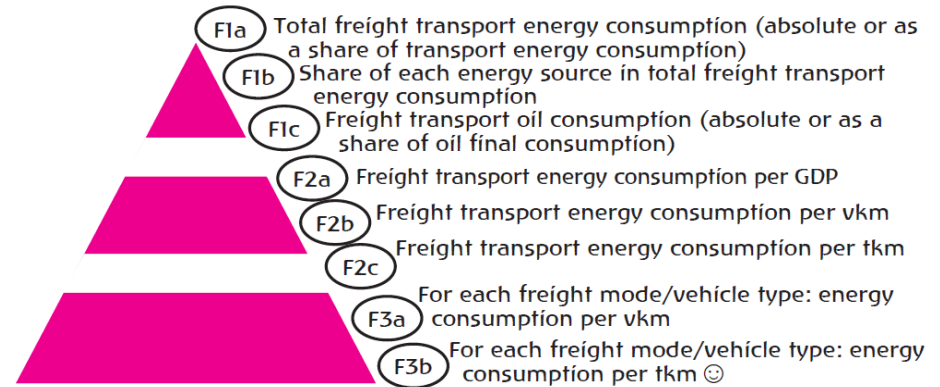 F1a Total freight transport energy consumption (absolute or as
a share of transport energy consumption)
F1b Share of each energy source in total freight transport
energy consumption
F1c Freight transport oil consumption (absolute or as a
share of oil final consumption)
F2a Freight transport energy consumption per GDP
F2b Freight transport energy consumption per vkm
F2c Freight transport energy consumption per tkm
F3a For each freight mode/vehicle type: energy
consumption per vkm
F3b For each freight mode/vehicle type: energy
consumption per tkm ☺